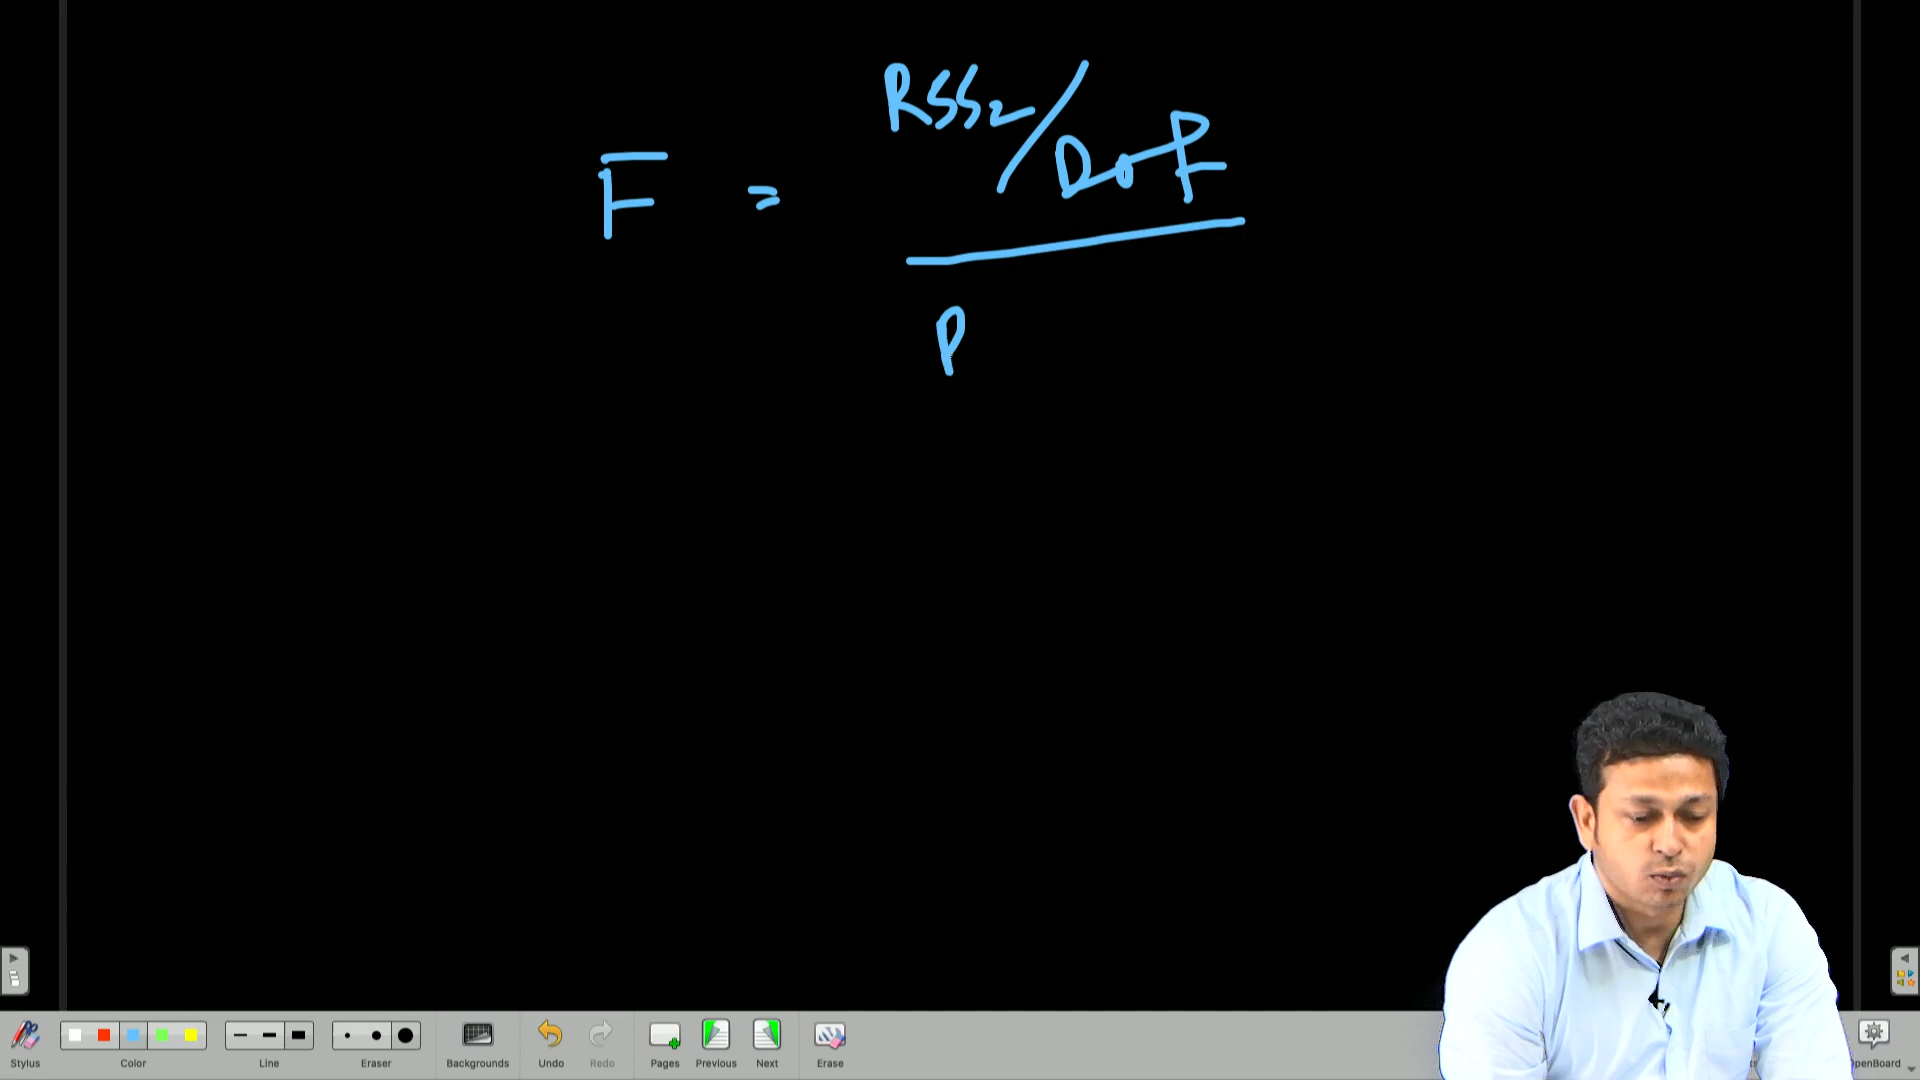 F = RSS2/DOF
P
Stylus Color Line Eraser Backgrounds Undo Redo Pages Previous Next Erase OpenBoard